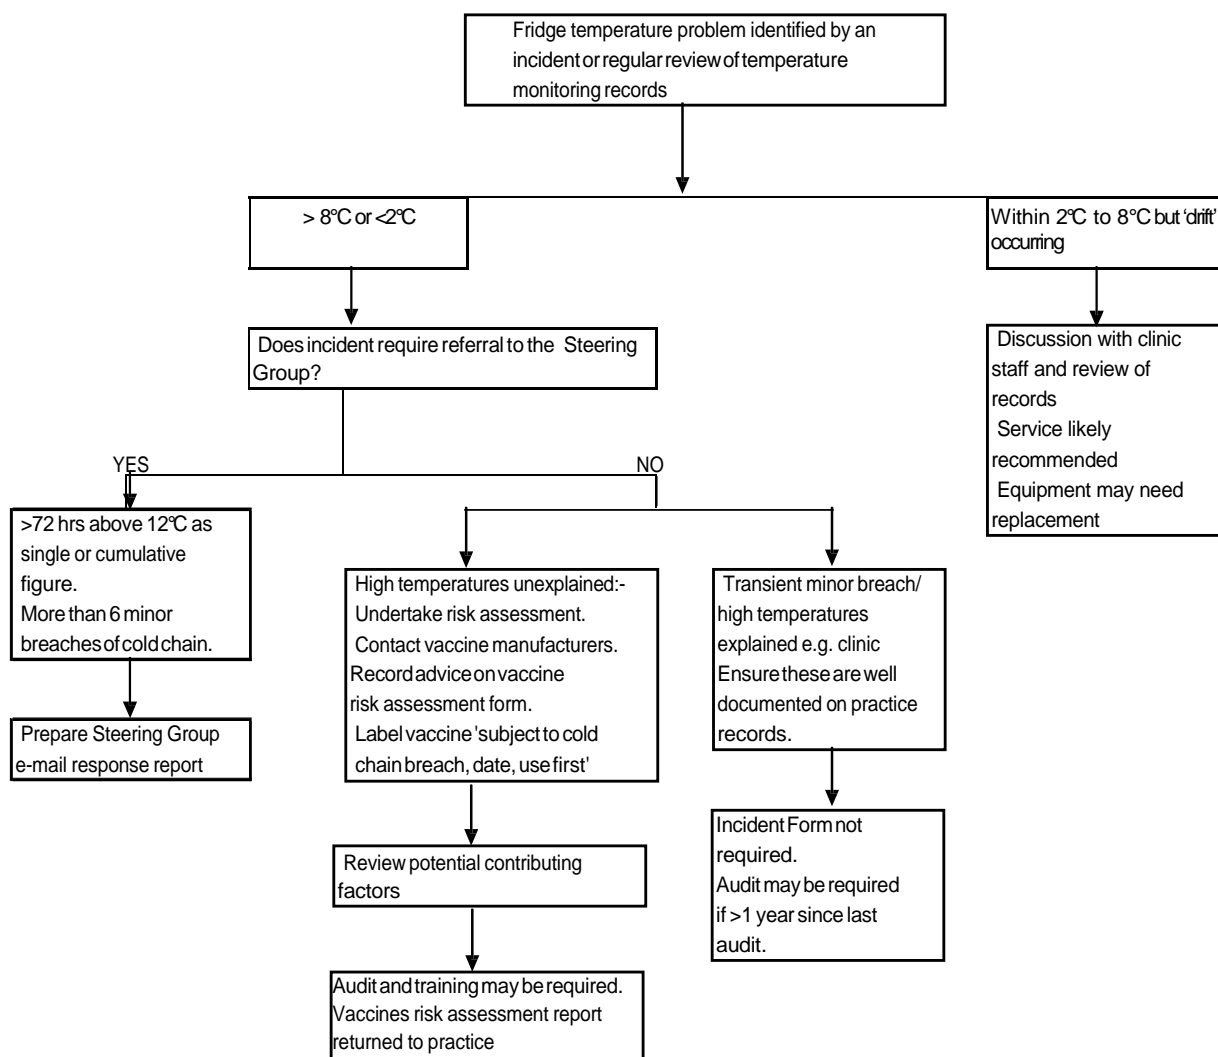 Fridge temperature problem identified by an
incident or regular review of temperature
monitoring records
> 8°C or <2°C
Within 2°C to 8°C but 'drift'
occurring
Does incident require referral to the Steering
Group?
Discussion with clinic
staff and review of
records
Service likely
recommended
Equipment may need
replacement
YES
NO
>72 hrs above 12°C as
single or cumulative
figure.
More than 6 minor
breaches of cold chain.
High temperatures unexplained:-
Undertake risk assessment.
Contact vaccine manufacturers.
Record advice on vaccine
risk assessment form.
Label vaccine 'subject to cold
chain breach, date, use first'
Transient minor breach/
high temperatures
explained e.g. clinic
Ensure these are well
documented on practice
records.
Prepare Steering Group
e-mail response report
Review potential contributing
factors
Incident Form not
required.
Audit may be required
if >1 year since last
audit.
Audit and training may be required.
Vaccines risk assessment report
returned to practice